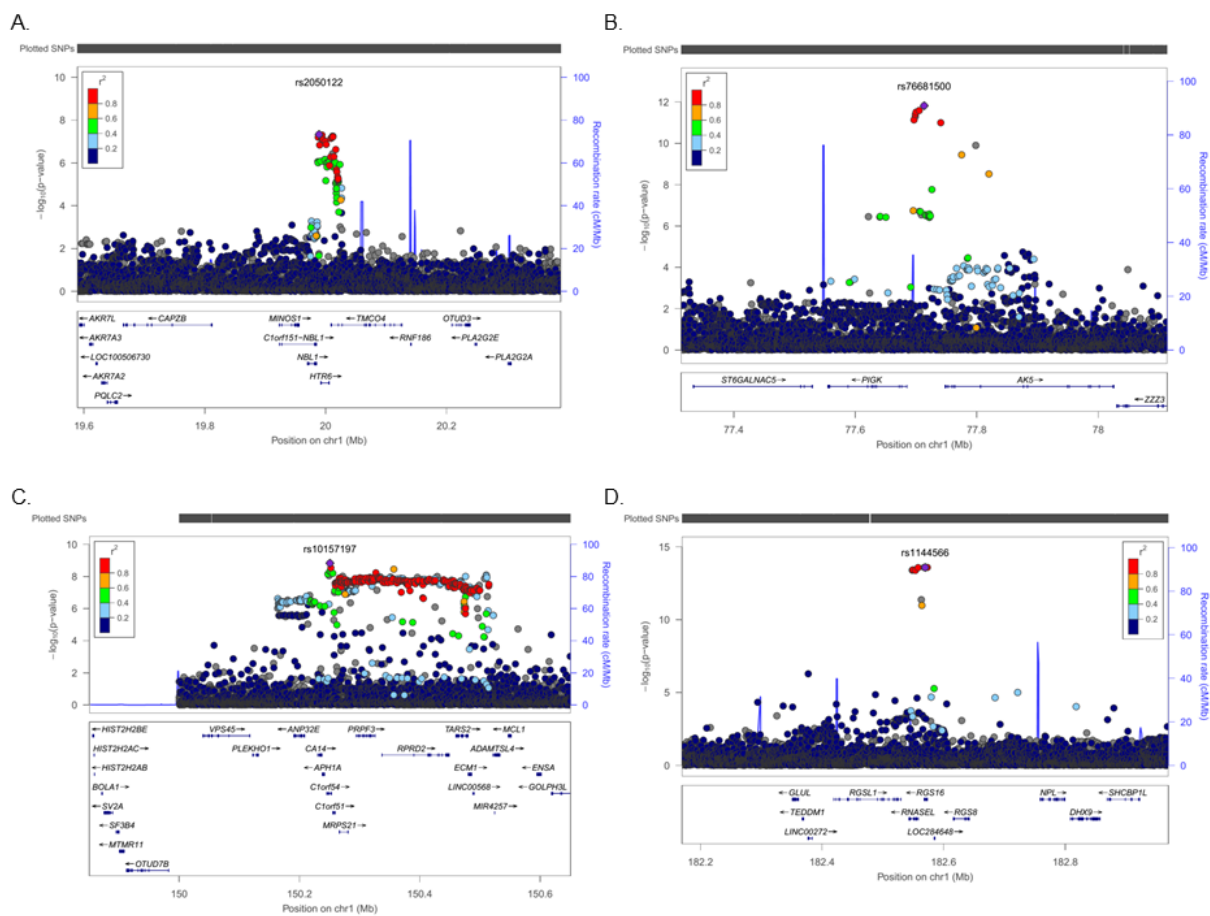 A.
Plotted SNPs
rs2050122
r²
0.8
0.6
0.4
0.2
10
8
6
4
2
0
−log10(p−value)
100
80
60
40
20
0
Recombination rate (cM/Mb)
←AKR7L ←CAPZB MINOS1→ ←TMCO4 OTUD3→
←AKR7A3 C1orf151−NBL1→ ←RNF186 ←PLA2G2E
←LOC100506730 NBL1→ ←PLA2G2A
←AKR7A2 HTR6→
PQLC2→
19.6 19.8 20 20.2
Position on chr1 (Mb)
B.
Plotted SNPs
rs76681500
r²
0.8
0.6
0.4
0.2
12
10
8
6
4
2
0
−log10(p−value)
100
80
60
40
20
0
Recombination rate (cM/Mb)
ST6GALNAC5→ ←PIGK AK5→
←ZZZ3
77.4 77.6 77.8 78
Position on chr1 (Mb)
C.
Plotted SNPs
rs10157197
r²
0.8
0.6
0.4
0.2
10
8
6
4
2
0
−log10(p−value)
100
80
60
40
20
0
Recombination rate (cM/Mb)
←HIST2H2BE VPS45→ ←ANP32E PRPF3→ TARS2→ ←MCL1
HIST2H2AC→ PLEKHO1→ CA14→ RPRD2→ ADAMTSL4→
←HIST2H2AB ←APH1A ECM1→ ←ENSA
BOLA1→ C1orf54→ LINC00568→ ←GOLPH3L
←SV2A C1orf51→ MIR4257→
←SF3B4 MRPS21→
←MTMR11
←OTUD7B
150 150.2 150.4 150.6
Position on chr1 (Mb)
D.
Plotted SNPs
rs1144566
r²
0.8
0.6
0.4
0.2
15
10
5
0
−log10(p−value)
100
80
60
40
20
0
Recombination rate (cM/Mb)
←GLUL RGSL1→ ←RGS16 NPL→ ←SHCBP1L
←TEDDM1 ←RNASEL ←RGS8 DHX9→
LINC00272→ LOC284648→
182.2 182.4 182.6 182.8
Position on chr1 (Mb)